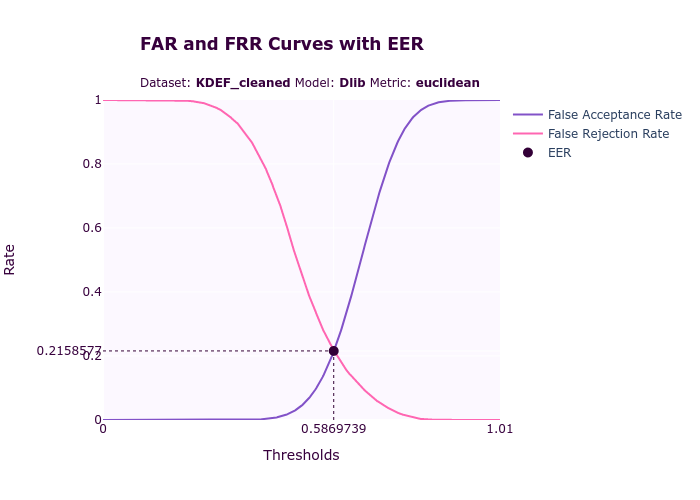 FAR and FRR Curves with EER
Dataset: KDEF_cleaned Model: Dlib Metric: euclidean
False Acceptance Rate
False Rejection Rate
EER
Rate
1
0.8
0.6
0.4
0.2158577
0.2
0
0
0.5869739
1.01
Thresholds